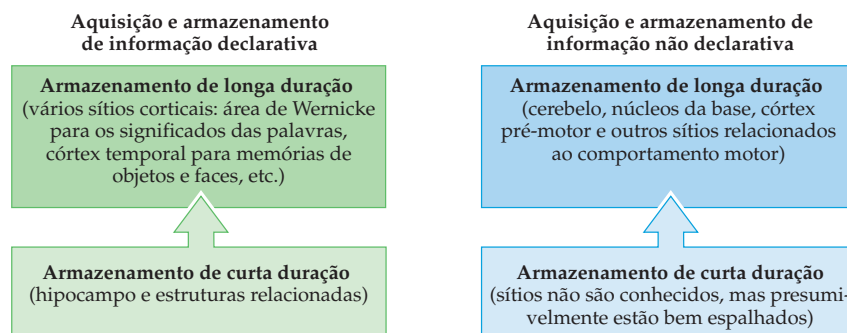 Aquisição e armazenamento
de informação declarativa
Armazenamento de longa duração
(vários sítios corticais: área de Wernicke
para os significados das palavras,
córtex temporal para memórias de
objetos e faces, etc.)
Armazenamento de curta duração
(hipocampo e estruturas relacionadas)
Aquisição e armazenamento de
informação não declarativa
Armazenamento de longa duração
(cerebelo, núcleos da base, córtex
pré-motor e outros sítios relacionados
ao comportamento motor)
Armazenamento de curta duração
(sítios não são conhecidos, mas presumi-
velmente estão bem espalhados)